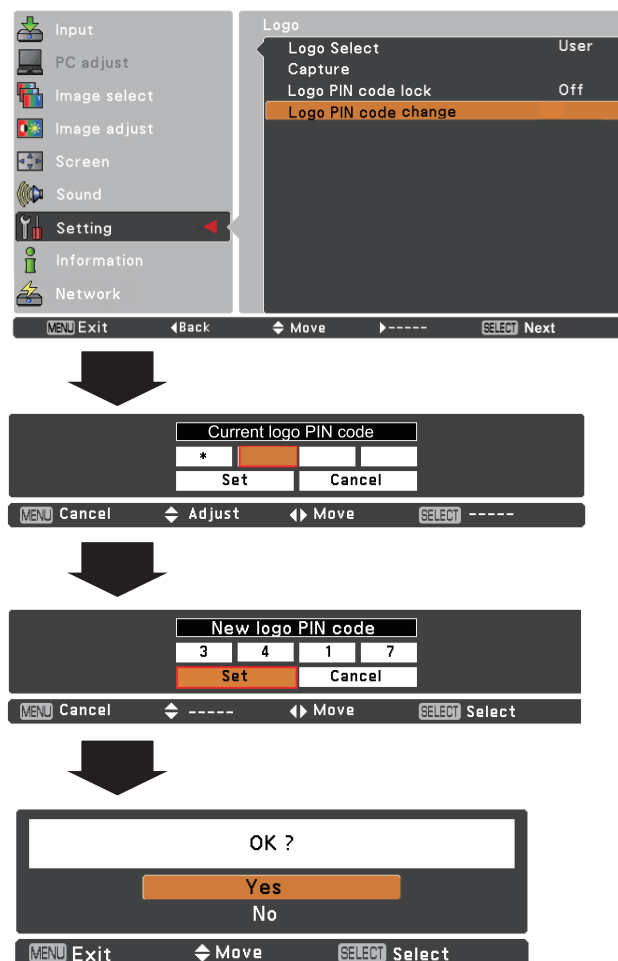 Input
PC adjust
Image select
Image adjust
Screen
Sound
Setting
Information
Network
Logo
Logo Select User
Capture
Logo PIN code lock Off
Logo PIN code change
MENU Exit Back Move ----- SELECT Next
Current logo PIN code
*
Set Cancel
MENU Cancel Adjust Move SELECT -----
New logo PIN code
3 4 1 7
Set Cancel
MENU Cancel ----- Move SELECT Select
OK ?
Yes
No
MENU Exit Move SELECT Select